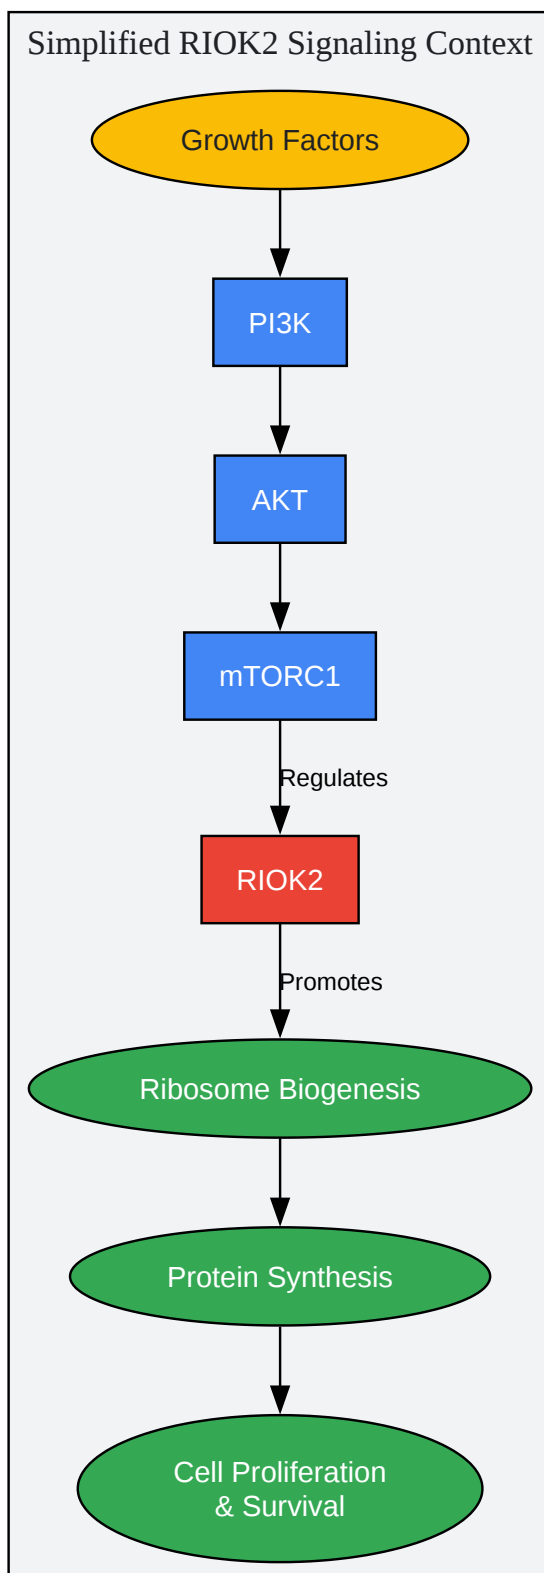 Simplified RIOK2 Signaling Context
Growth Factors
PI3K
AKT
mTORC1
Regulates
RIOK2
Promotes
Ribosome Biogenesis
Protein Synthesis
Cell Proliferation
& Survival